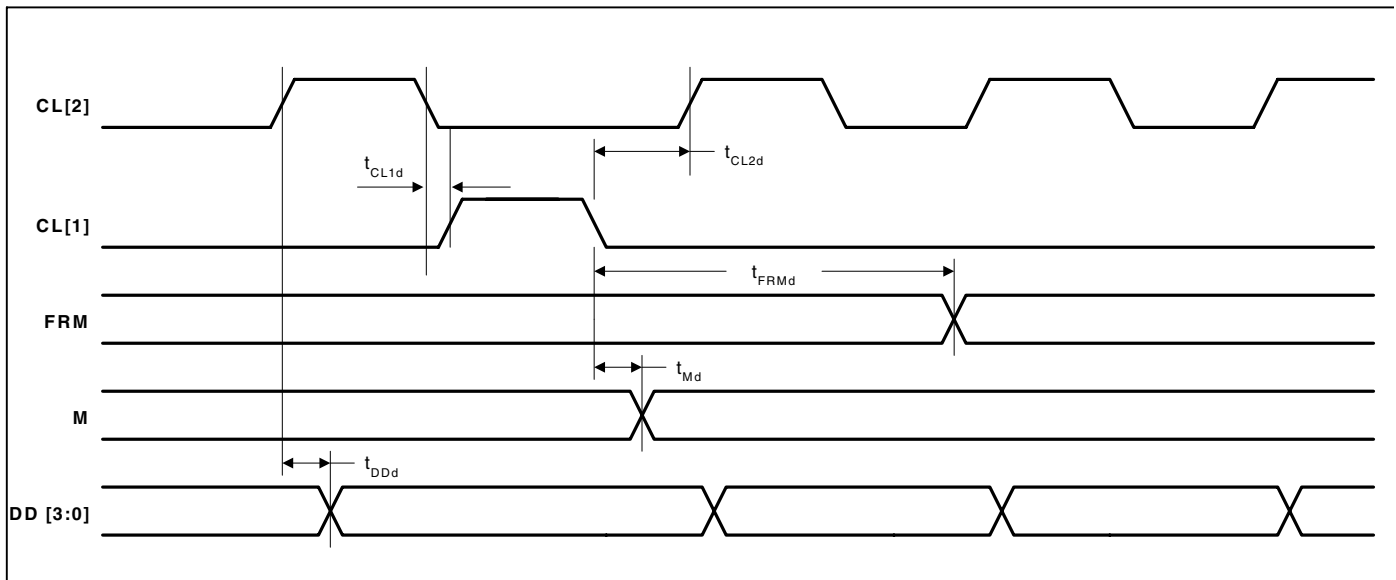 CL[2]
tCL1d
tCL2d
CL[1]
tFRMd
FRM
tMd
M
tDDd
DD [3:0]